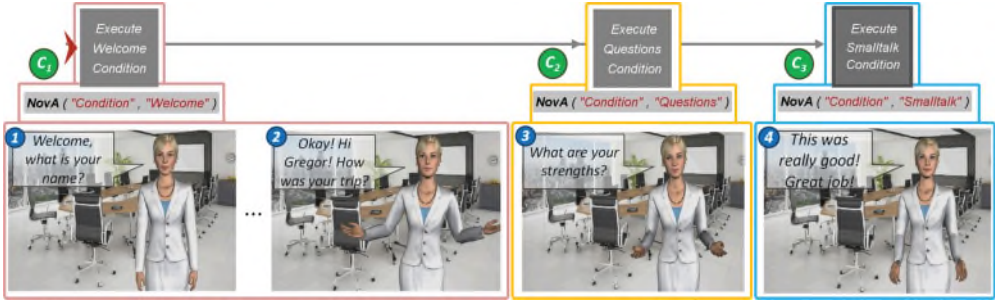 C1
Execute
Welcome
Condition
C2
Execute
Questions
Condition
C3
Execute
Smalltalk
Condition
NovA ( "Condition" , "Welcome" )
NovA ( "Condition" , "Questions" )
NovA ( "Condition" , "Smalltalk" )
1
Welcome,
what is your
name?
...
2
Okay! Hi
Gregor! How
was your trip?
3
What are your
strengths?
4
This was
really good!
Great job!